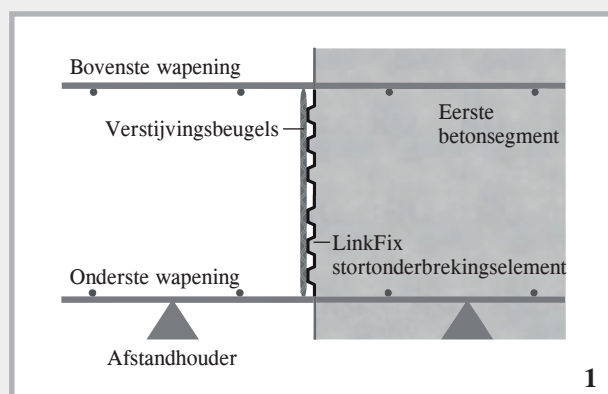 Bovenste wapening
Verstijvingsbeugels
Eerste
betonsegment
LinkFix
stortonderbrekingselement
Onderste wapening
Afstandhouder
1